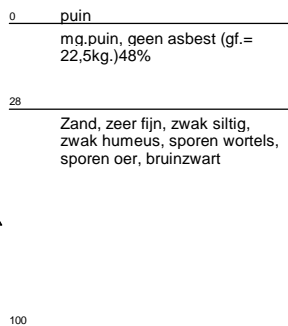 0 puin
mg.puin, geen asbest (gf.=
22,5kg.)48%
28
Zand, zeer fijn, zwak siltig,
zwak humeus, sporen wortels,
sporen oer, bruinzwart
100